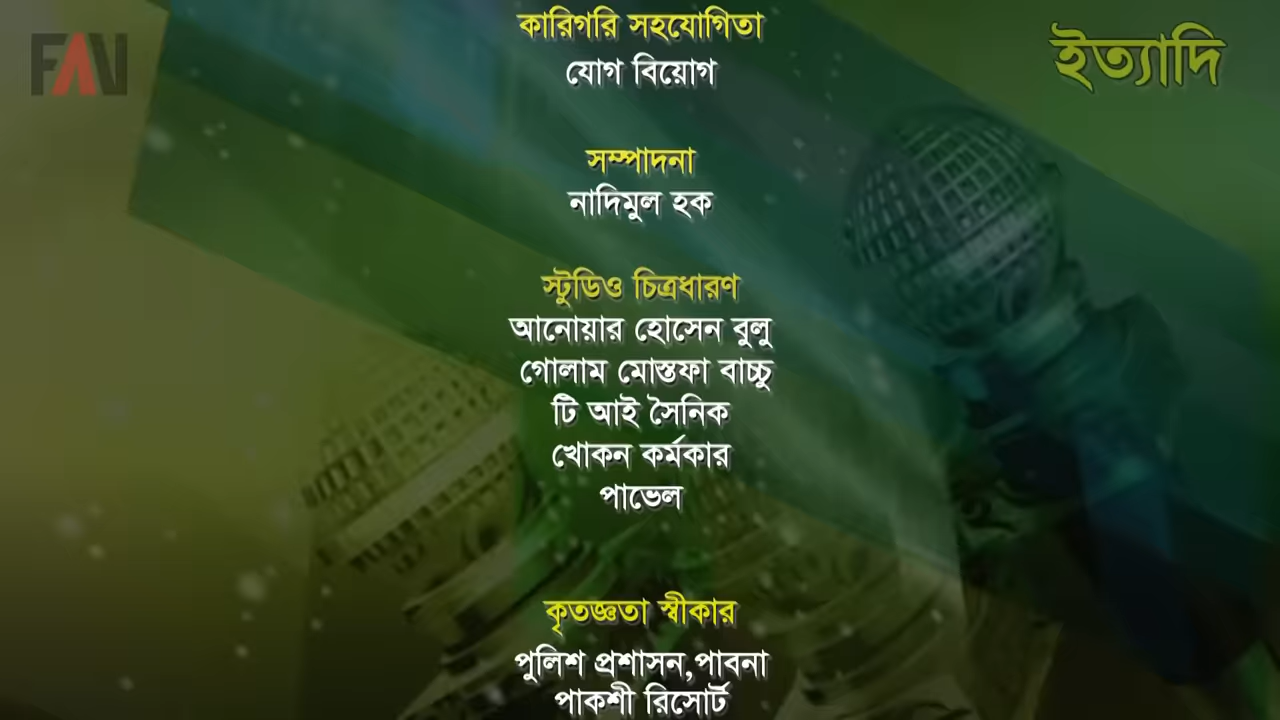 FAV
ইত্যাদি
কারিগরি সহযোগিতা
যোগ বিয়োগ
সম্পাদনা
নাদিমুল হক
স্টুডিও চিত্রধারণ
আনোয়ার হোসেন বুলু
গোলাম মোস্তফা বাচ্চু
টি আই সৈনিক
খোকন কর্মকার
পাভেল
কৃতজ্ঞতা স্বীকার
পুলিশ প্রশাসন,পাবনা
পাকশী রিসোর্ট